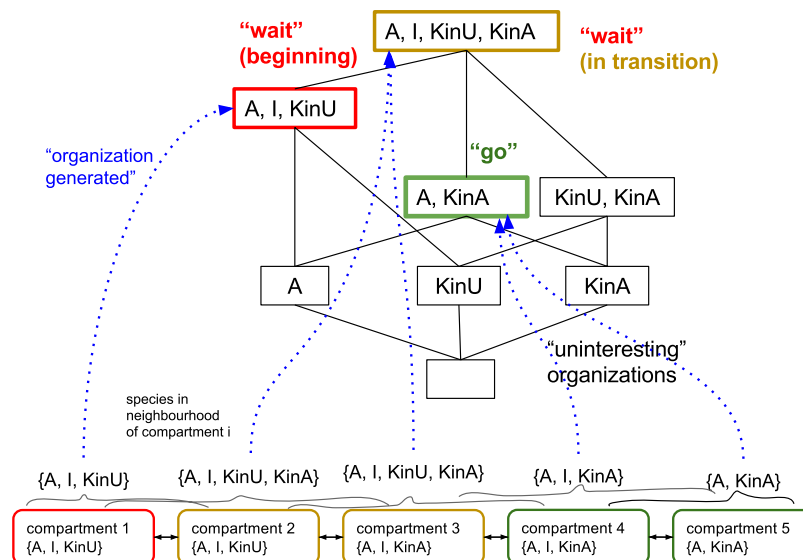 “wait”
(beginning)
A, I, KinU, KinA
“wait”
(in transition)
A, I, KinU
“organization
generated”
“go”
A, KinA
KinU, KinA
A
KinU
KinA
“uninteresting”
organizations
species in
neighbourhood
of compartment i
{A, I, KinU}
{A, I, KinU, KinA}
{A, I, KinU, KinA}
{A, I, KinA}
{A, KinA}
compartment 1
{A, I, KinU}
compartment 2
{A, I, KinU}
compartment 3
{A, I, KinA}
compartment 4
{A, I, KinA}
compartment 5
{A, KinA}